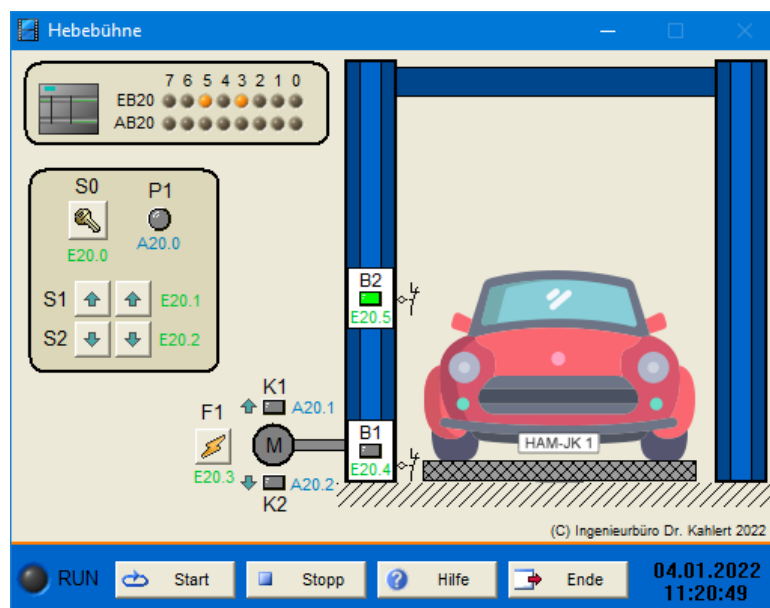 Hebebühne
7 6 5 4 3 2 1 0
EB20
AB20
S0 P1
E20.0 A20.0
S1 E20.1
S2 E20.2
B2
E20.5
K1
A20.1
F1
M
E20.3
A20.2
K2
B1
E20.4
HAM-JK 1
(C) Ingenieurbüro Dr. Kahlert 2022
RUN Start Stopp ? Hilfe Ende
04.01.2022
11:20:49